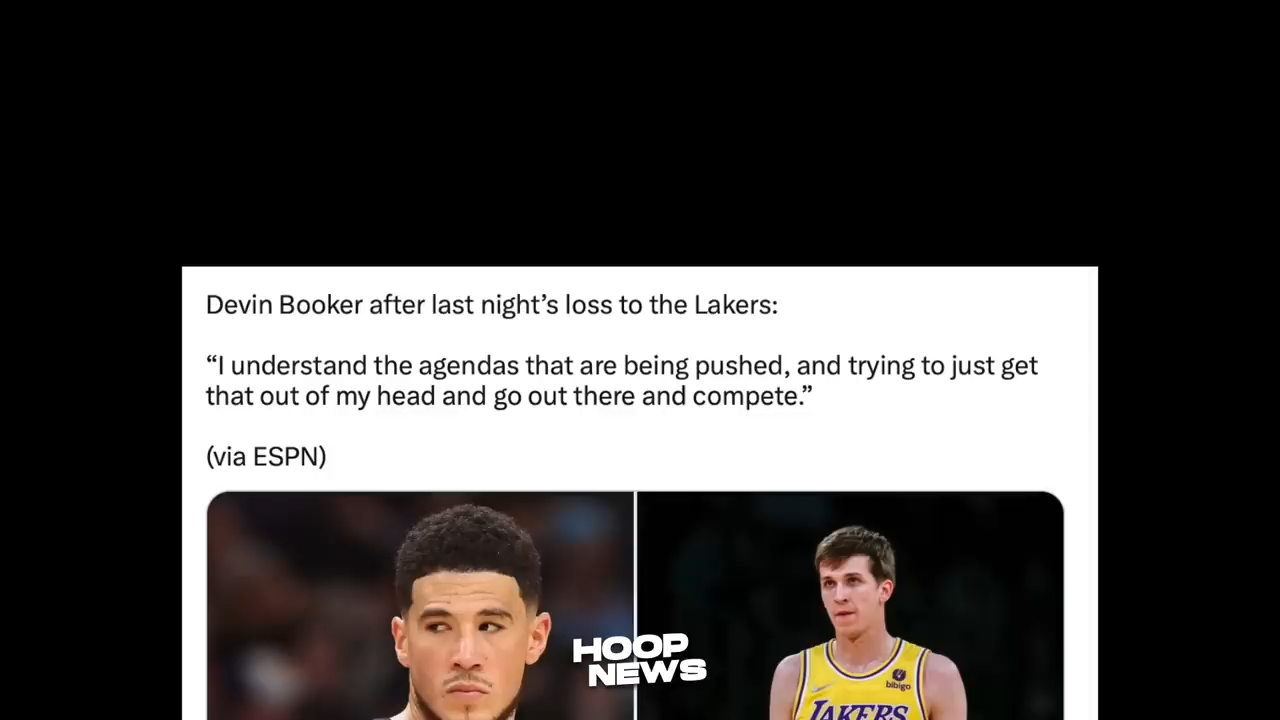 Devin Booker after last night’s loss to the Lakers:
“I understand the agendas that are being pushed, and trying to just get
that out of my head and go out there and compete.”
(via ESPN)
HOOP
NEWS
bibigo
LAKERS